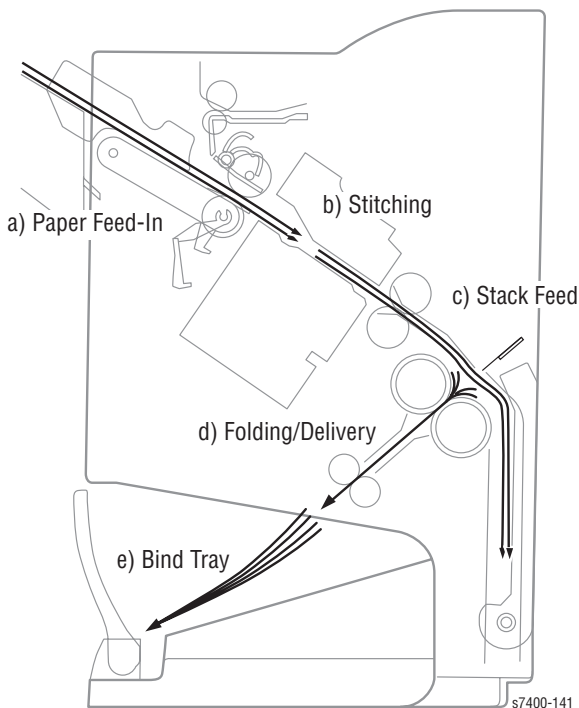 a) Paper Feed-In
b) Stitching
c) Stack Feed
d) Folding/Delivery
e) Bind Tray
s7400-141